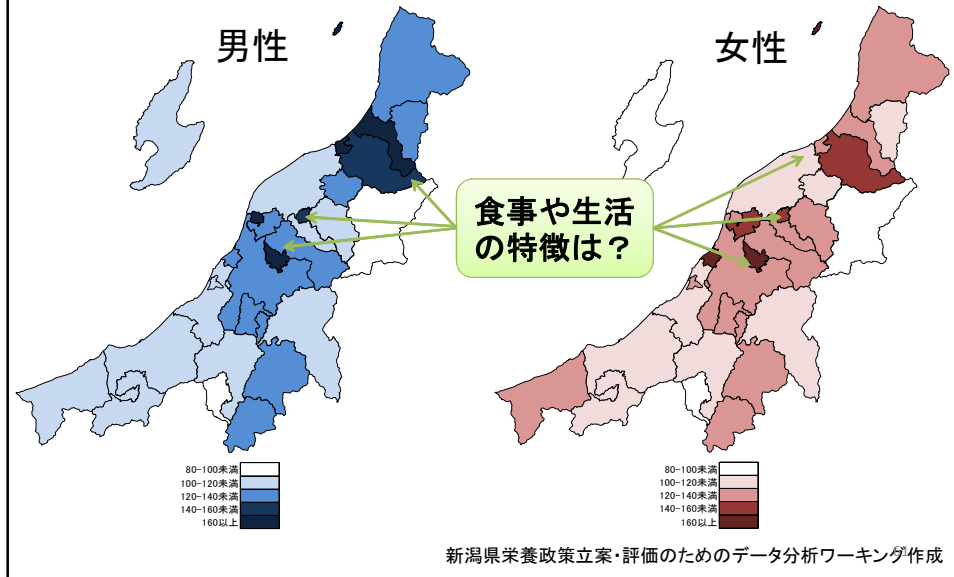 男性
女性
食事や生活
の特徴は？
80-100未満
100-120未満
120-140未満
140-160未満
160以上
80-100未満
100-120未満
120-140未満
140-160未満
160以上
新潟県栄養政策立案・評価のためのデータ分析ワーキング作成